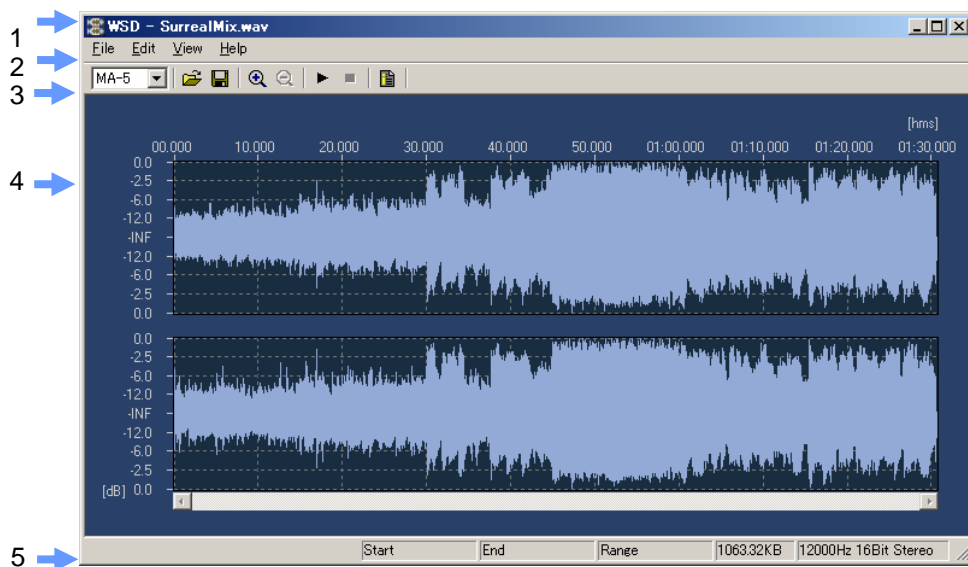 1
WSD - SurrealMix.wav
File Edit View Help
2
MA-5
3
[hms]
00.000 10.000 20.000 30.000 40.000 50.000 01:00.000 01:10.000 01:20.000 01:30.000
4
0.0
-2.5
-6.0
-12.0
-INF
-12.0
-6.0
-2.5
0.0
0.0
-2.5
-6.0
-12.0
-INF
-12.0
-6.0
-2.5
[dB] 0.0
5
Start End Range 1063.32KB 12000Hz 16Bit Stereo